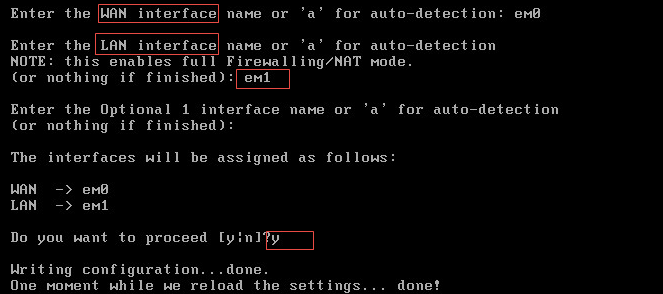 Enter the WAN interface name or 'a' for auto-detection: em0
Enter the LAN interface name or 'a' for auto-detection
NOTE: this enables full Firewalling/NAT mode.
(or nothing if finished): em1
Enter the Optional 1 interface name or 'a' for auto-detection
(or nothing if finished):
The interfaces will be assigned as follows:
WAN  -> em0
LAN  -> em1
Do you want to proceed [y¦n]?y
Writing configuration...done.
One moment while we reload the settings... done!